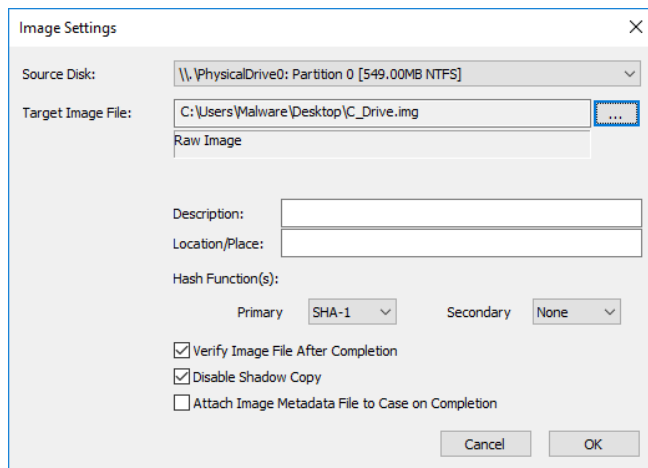 Image Settings
Source Disk: \\.\PhysicalDrive0: Partition 0 [549.00MB NTFS]
Target Image File: C:\Users\Malware\Desktop\C_Drive.img ...
Raw Image
Description:
Location/Place:
Hash Function(s):
Primary SHA-1 Secondary None
Verify Image File After Completion
Disable Shadow Copy
Attach Image Metadata File to Case on Completion
Cancel OK